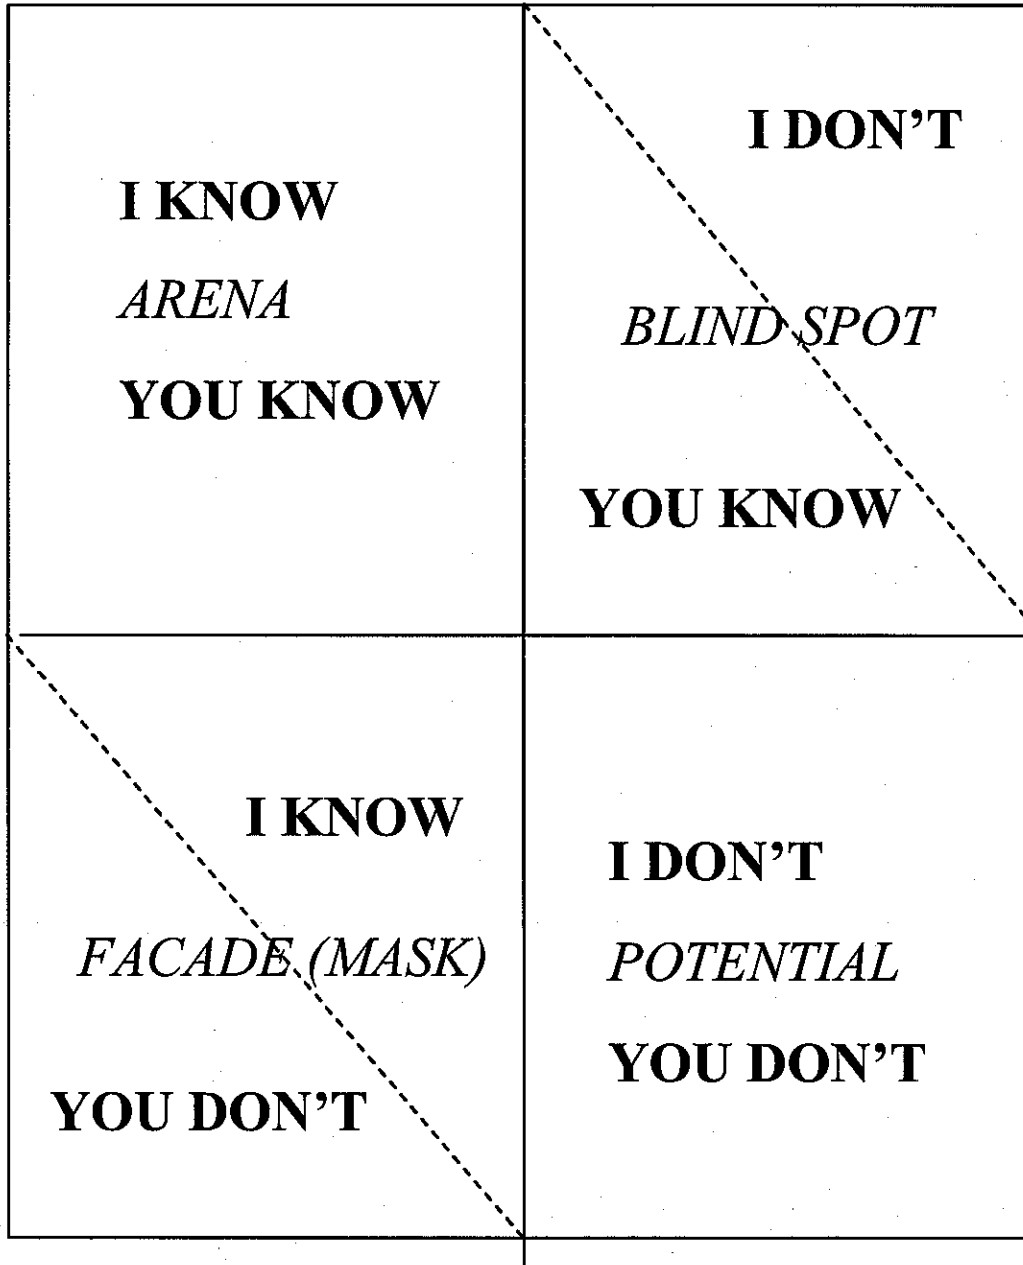 I KNOW
ARENA
YOU KNOW
I DON'T
BLIND SPOT
YOU KNOW
I KNOW
FACADE (MASK)
YOU DON'T
I DON'T
POTENTIAL
YOU DON'T